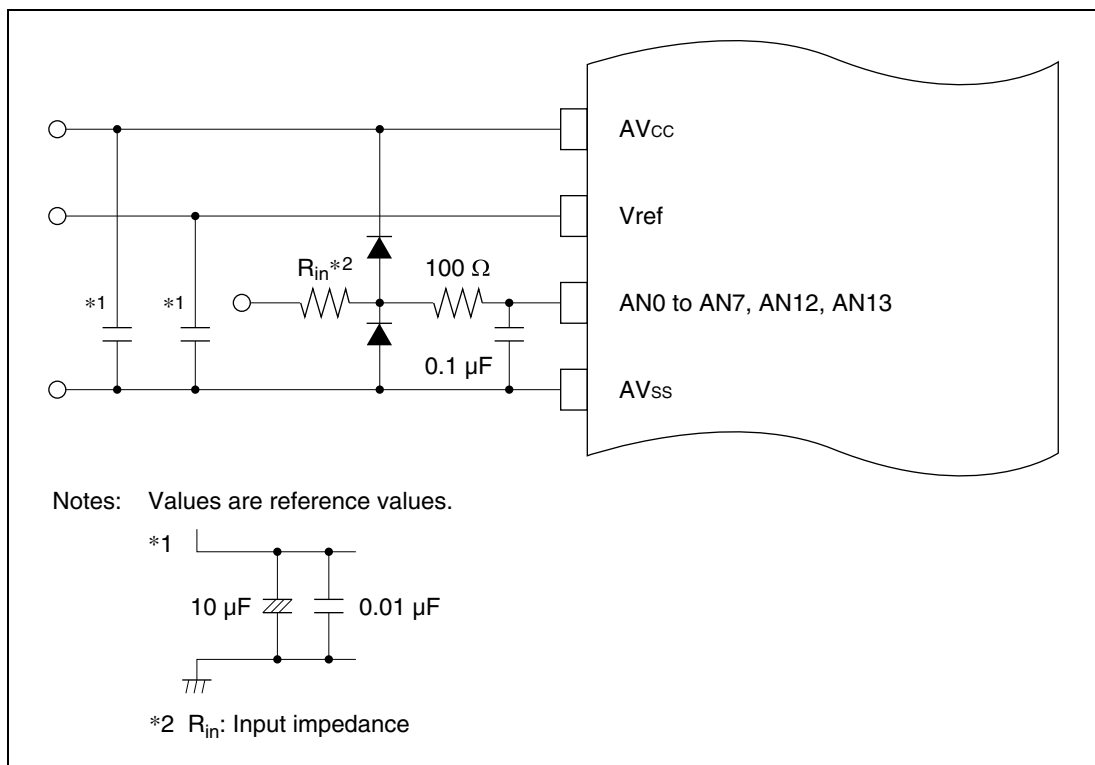 AVcc
Vref
*1
*1
Rin*2
100 Ω
AN0 to AN7, AN12, AN13
0.1 µF
AVss
Notes: Values are reference values.
*1
10 µF
0.01 µF
*2 Rin: Input impedance